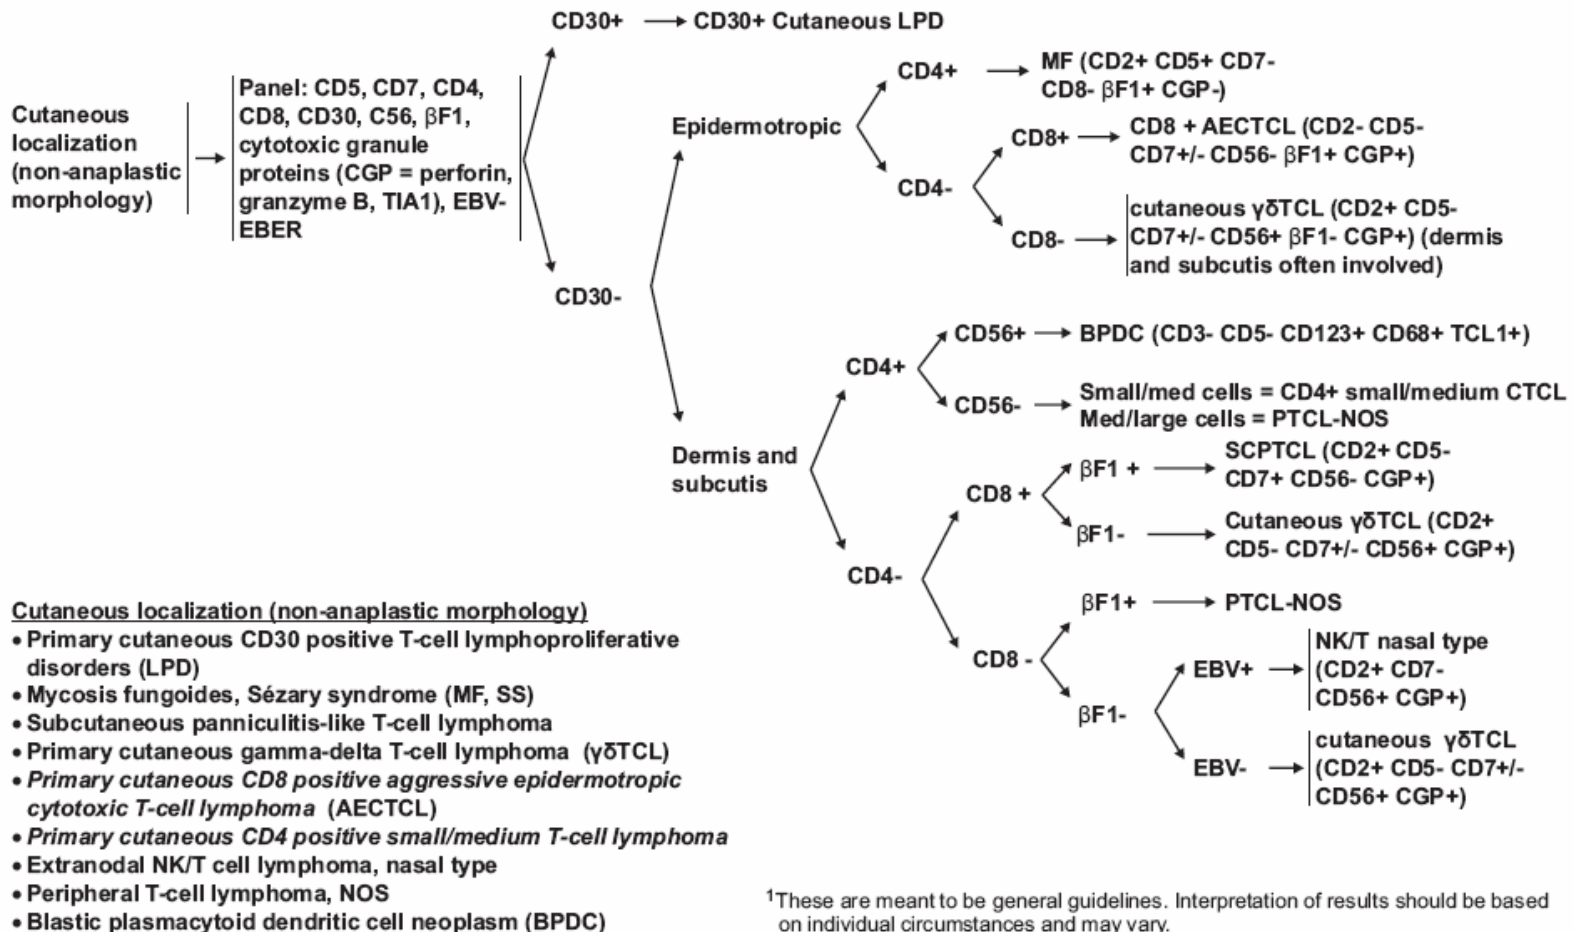 CD30+
CD30+ Cutaneous LPD
Cutaneous
localization
(non-anaplastic
morphology)
Panel: CD5, CD7, CD4,
CD8, CD30, C56, βF1,
cytotoxic granule
proteins (CGP = perforin,
granzyme B, TIA1), EBV-
EBER
CD30-
Epidermotropic
CD4+
MF (CD2+ CD5+ CD7-
CD8- βF1+ CGP-)
CD4-
CD8+
CD8 + AECTCL (CD2- CD5-
CD7+/- CD56- βF1+ CGP+)
CD8-
cutaneous γδTCL (CD2+ CD5-
CD7+/- CD56+ βF1- CGP+) (dermis
and subcutis often involved)
Dermis and
subcutis
CD4+
CD56+
BPDC (CD3- CD5- CD123+ CD68+ TCL1+)
CD56-
Small/med cells = CD4+ small/medium CTCL
Med/large cells = PTCL-NOS
CD4-
CD8 +
βF1 +
SCPTCL (CD2+ CD5-
CD7+ CD56- CGP+)
βF1-
Cutaneous γδTCL (CD2+
CD5- CD7+/- CD56+ CGP+)
CD8 -
βF1+
PTCL-NOS
βF1-
EBV+
NK/T nasal type
(CD2+ CD7-
CD56+ CGP+)
EBV-
cutaneous γδTCL
(CD2+ CD5- CD7+/-
CD56+ CGP+)
Cutaneous localization (non-anaplastic morphology)
• Primary cutaneous CD30 positive T-cell lymphoproliferative
disorders (LPD)
• Mycosis fungoides, Sézary syndrome (MF, SS)
• Subcutaneous panniculitis-like T-cell lymphoma
• Primary cutaneous gamma-delta T-cell lymphoma (γδTCL)
• Primary cutaneous CD8 positive aggressive epidermotropic
cytotoxic T-cell lymphoma (AECTCL)
• Primary cutaneous CD4 positive small/medium T-cell lymphoma
• Extranodal NK/T cell lymphoma, nasal type
• Peripheral T-cell lymphoma, NOS
• Blastic plasmacytoid dendritic cell neoplasm (BPDC)
1These are meant to be general guidelines. Interpretation of results should be based
on individual circumstances and may vary.